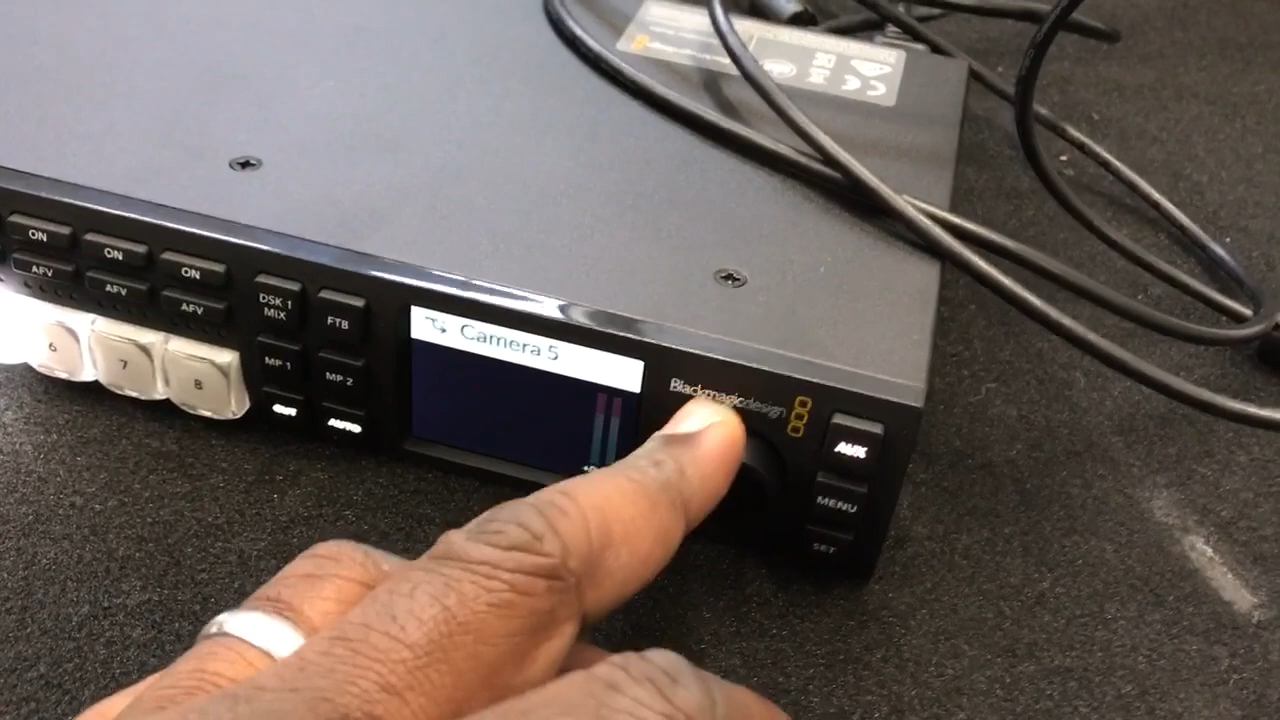 ON
ON
ON
AFV
AFV
AFV
6
7
8
DSK 1
MIX
FTB
MP 1
MP 2
CUT
AUTO
Camera 5
Blackmagicdesign
AUX
MENU
SET
CE